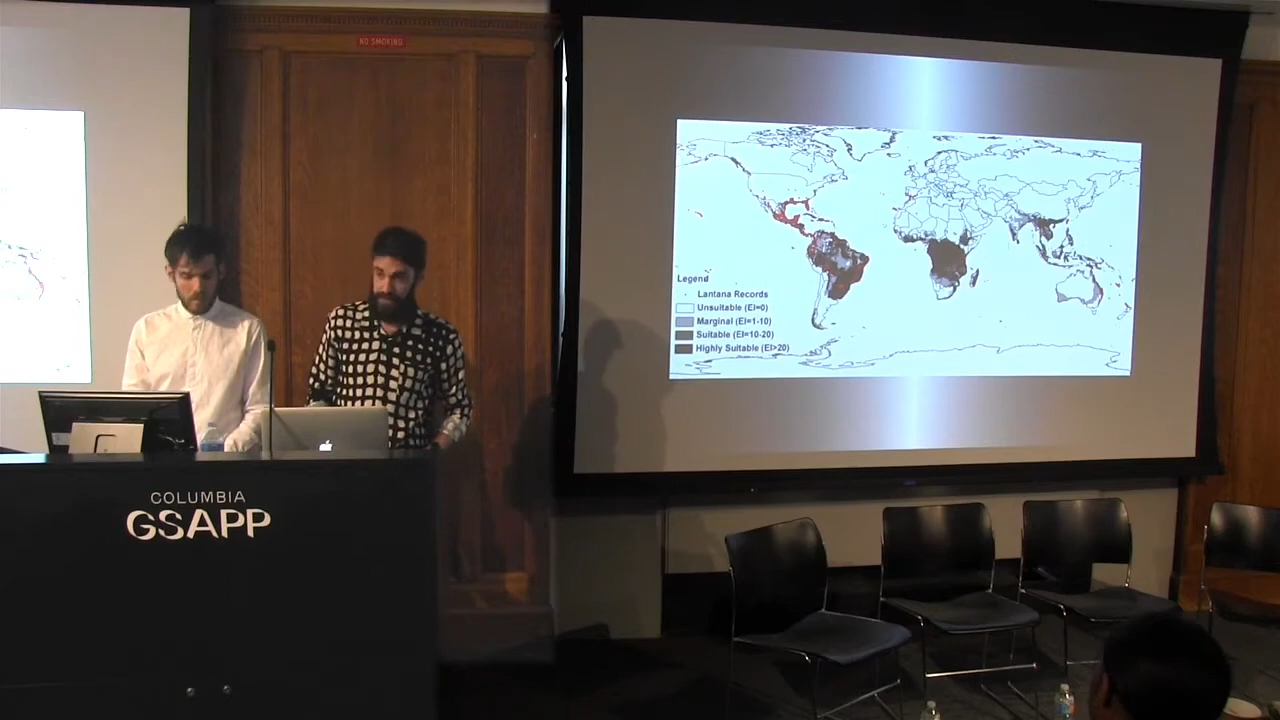 NO SMOKING
Legend
Lantana Records
Unsuitable (EI=0)
Marginal (EI=1-10)
Suitable (EI=10-20)
Highly Suitable (EI>20)
COLUMBIA
GSAPP